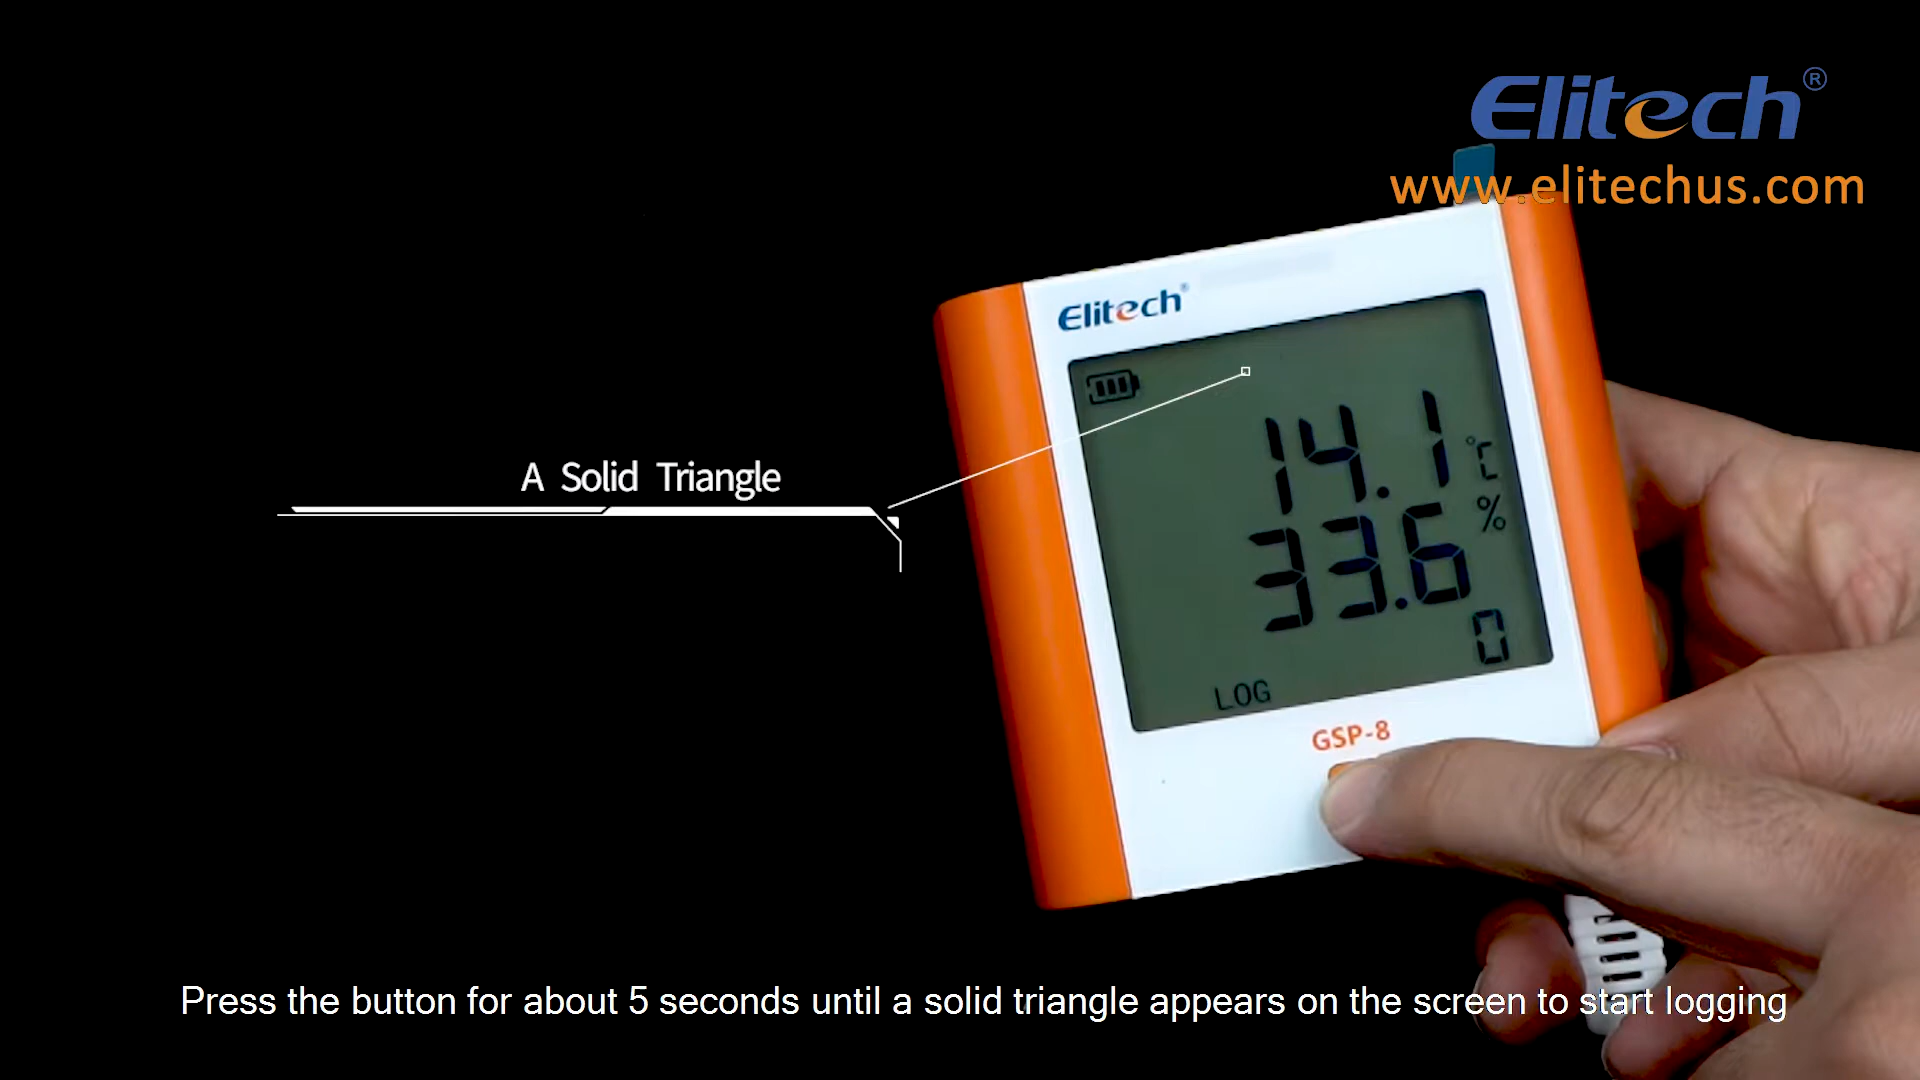 Elitech®
www.elitechus.com
Elitech®
14.1 °C
A Solid Triangle
33.6 %
0
LOG
GSP-8
Press the button for about 5 seconds until a solid triangle appears on the screen to start logging